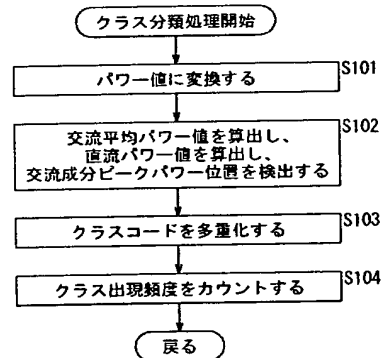 クラス分類処理開始
S101
パワー値に変換する
S102
交流平均パワー値を算出し、
直流パワー値を算出し、
交流成分ピークパワー位置を検出する
S103
クラスコードを多重化する
S104
クラス出現頻度をカウントする
戻る